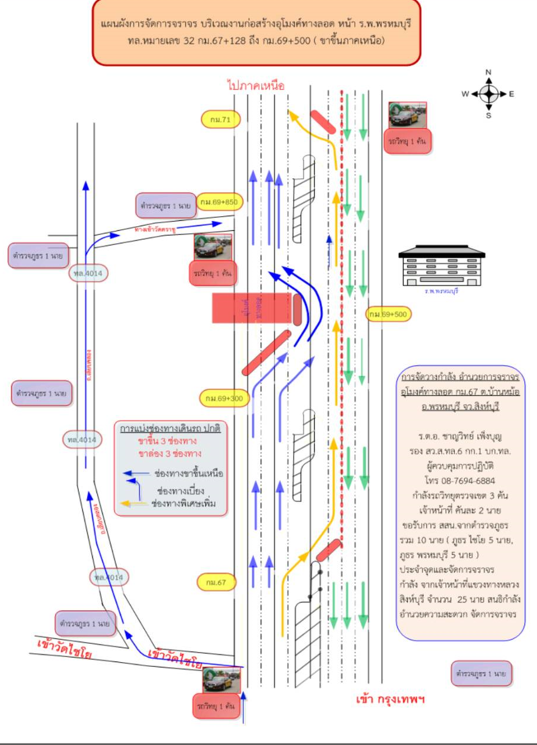 แผนผังการจัดการจราจร บริเวณงานก่อสร้างอุโมงค์ทางลอด หน้า ร.พ.พรหมบุรี
ทล.หมายเลข 32 กม.67+128 ถึง กม.69+500 ( ขาขึ้นภาคเหนือ)
ไปภาคเหนือ
N
W
E
S
กม.71
รถวิทยุ 1 คัน
ตำรวจภูธร 1 นาย
กม.69+850
ทางเข้าวัด
ตำรวจภูธร 1 นาย
พล.4014
รถวิทยุ 1 คัน
ร.พ.พรหมบุรี
กม.69+500
ตำรวจภูธร 1 นาย
กม.69+300
การแบ่งช่องทางเดินรถ ปกติ
ขาขึ้น 3 ช่องทาง
ขาล่อง 3 ช่องทาง
ช่องทางขาขึ้นเหนือ
ช่องทางเบี่ยง
ช่องทางพิเศษเพิ่ม
พล.4014
พล.4014
กม.67
ตำรวจภูธร 1 นาย
เข้าวัดไชโย
เข้าวัดไชโย
รถวิทยุ 1 คัน
การจัดวางกำลัง อำนวยการจราจร
อุโมงค์ทางลอด กม.67 ต.บ้านหม้อ
อ.พรหมบุรี จว.สิงห์บุรี
ร.ต.อ. ชาญวิทย์ เพ็งบุญ
รอง สว.ส.ทล.6 กก.1 บก.ทล.
ผู้ควบคุมการปฏิบัติ
โทร 08-7694-6884
กำลังรถวิทยุตรวจเขต 3 คัน
เจ้าหน้าที่ คันละ 2 นาย
ขอรับการ สสน.จากตำรวจภูธร
รวม 10 นาย ( ภูธร ไชโย 5 นาย,
ภูธร พรหมบุรี 5 นาย )
ประจำจุดและจัดการจราจร
กำลัง จากเจ้าหน้าที่แขวงทางหลวง
สิงห์บุรี จำนวน 25 นาย สนธิกำลัง
อำนวยความสะดวก จัดการจราจร
ตำรวจภูธร 1 นาย
เข้า กรุงเทพฯ